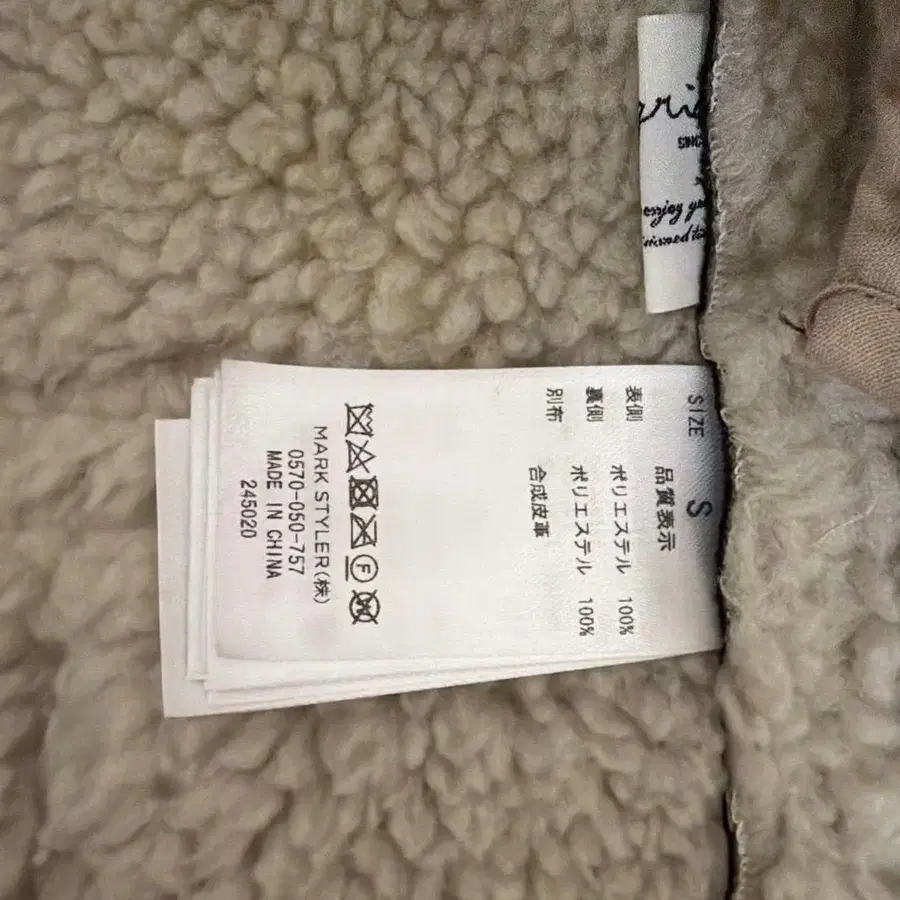 SIZE S
品質表示
表側 ポリエステル 100%
裏側 ポリエステル 100%
別布 合成皮革
F
W
MARK STYLER(株)
0570-050-757
MADE IN CHINA
245020
enjoy